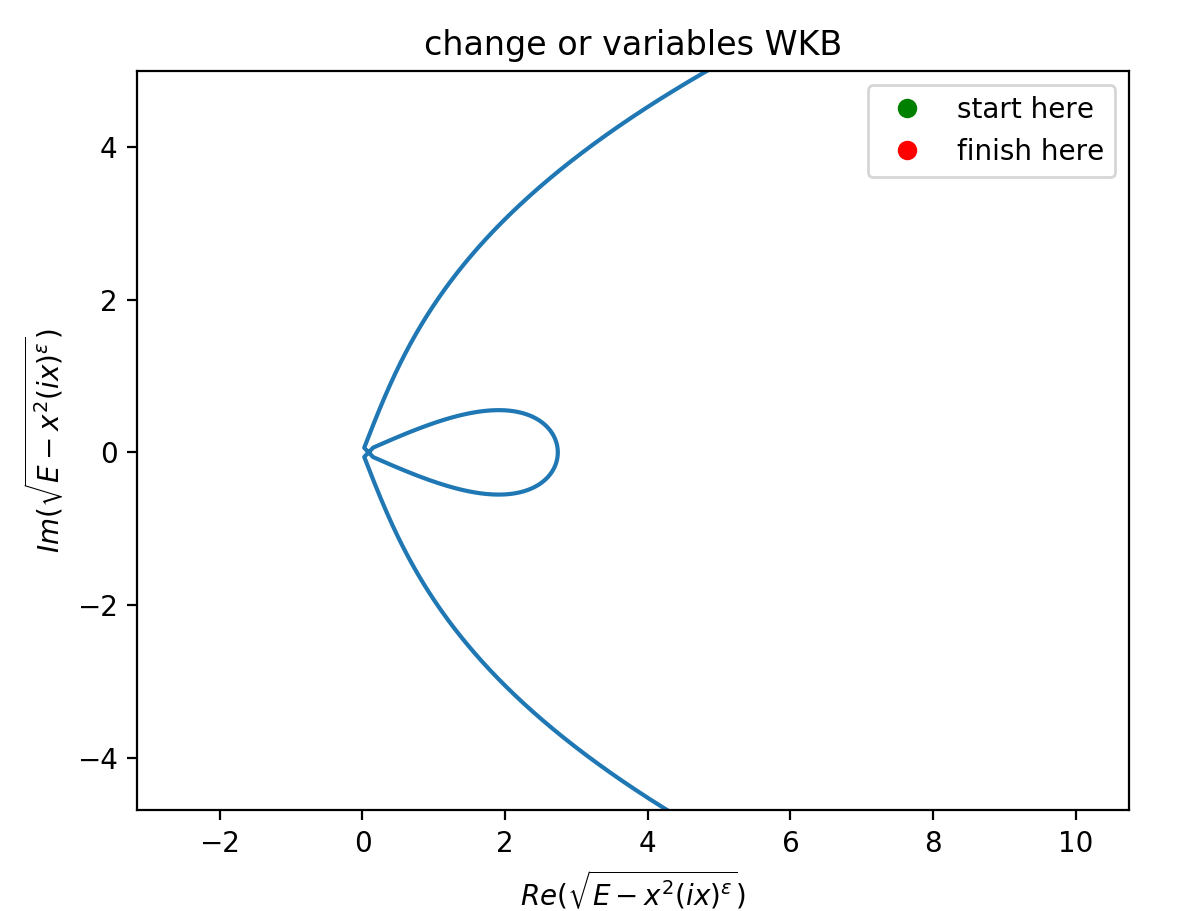 change or variables WKB
start here
finish here
4
2
0
−2
−4
Im(√E − x²(ix)^ε)
−2 0 2 4 6 8 10
Re(√E − x²(ix)^ε)